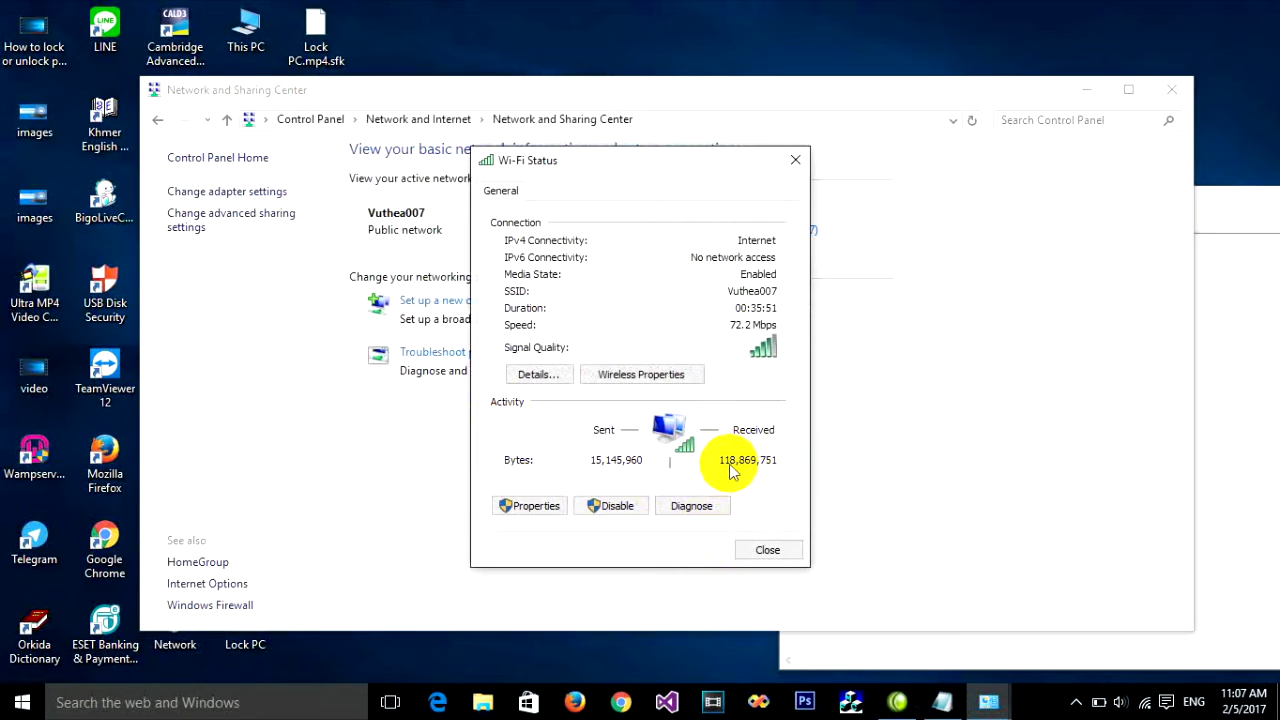 How to lock
or unlock p...
LINE
Cambridge
Advanced...
This PC
Lock
PC.mp4.sfk
images
Khmer
English ...
images
BigoLiveC...
Ultra MP4
Video C...
USB Disk
Security
video
TeamViewer
12
Wampserv...
Mozilla
Firefox
Telegram
Google
Chrome
Orkida
Dictionary
ESET Banking
& Paymen...
Network
Lock PC
Network and Sharing Center
Control Panel > Network and Internet > Network and Sharing Center
Search Control Panel
Control Panel Home
Change adapter settings
Change advanced sharing
settings
See also
HomeGroup
Internet Options
Windows Firewall
View your basic
View your active
Vuthea007
Public network
Change your networking
Set up a new
Set up a
Troubleshoot
Diagnose and
7)
Wi-Fi Status
General
Connection
IPv4 Connectivity: Internet
IPv6 Connectivity: No network access
Media State: Enabled
SSID: Vuthea007
Duration: 00:35:51
Speed: 72.2 Mbps
Signal Quality:
Details... Wireless Properties
Activity
Sent Received
Bytes: 15,145,960 118,869,751
Properties Disable Diagnose
Close
Search the web and Windows
Ps
ENG
11:07 AM
2/5/2017